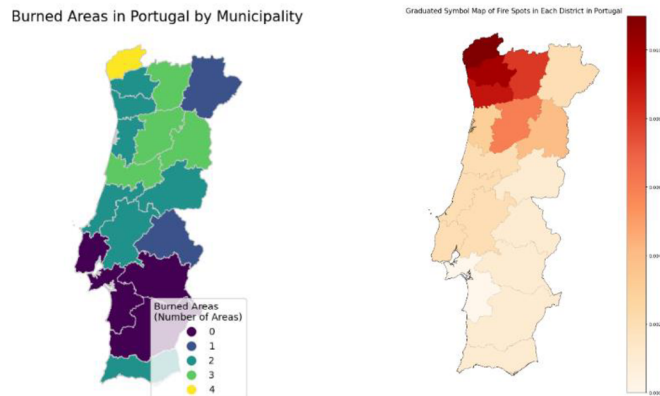 Burned Areas in Portugal by Municipality
Burned Areas
(Number of Areas)
0
1
2
3
4
Graduated Symbol Map of Fire Spots in Each District in Portugal